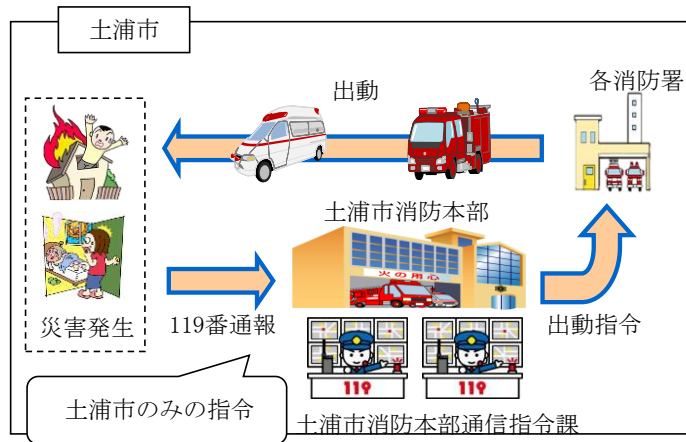 土浦市
出動
各消防署
土浦市消防本部
火の用心
災害発生
119番通報
出動指令
119
119
土浦市のみの指令
土浦市消防本部通信指令課